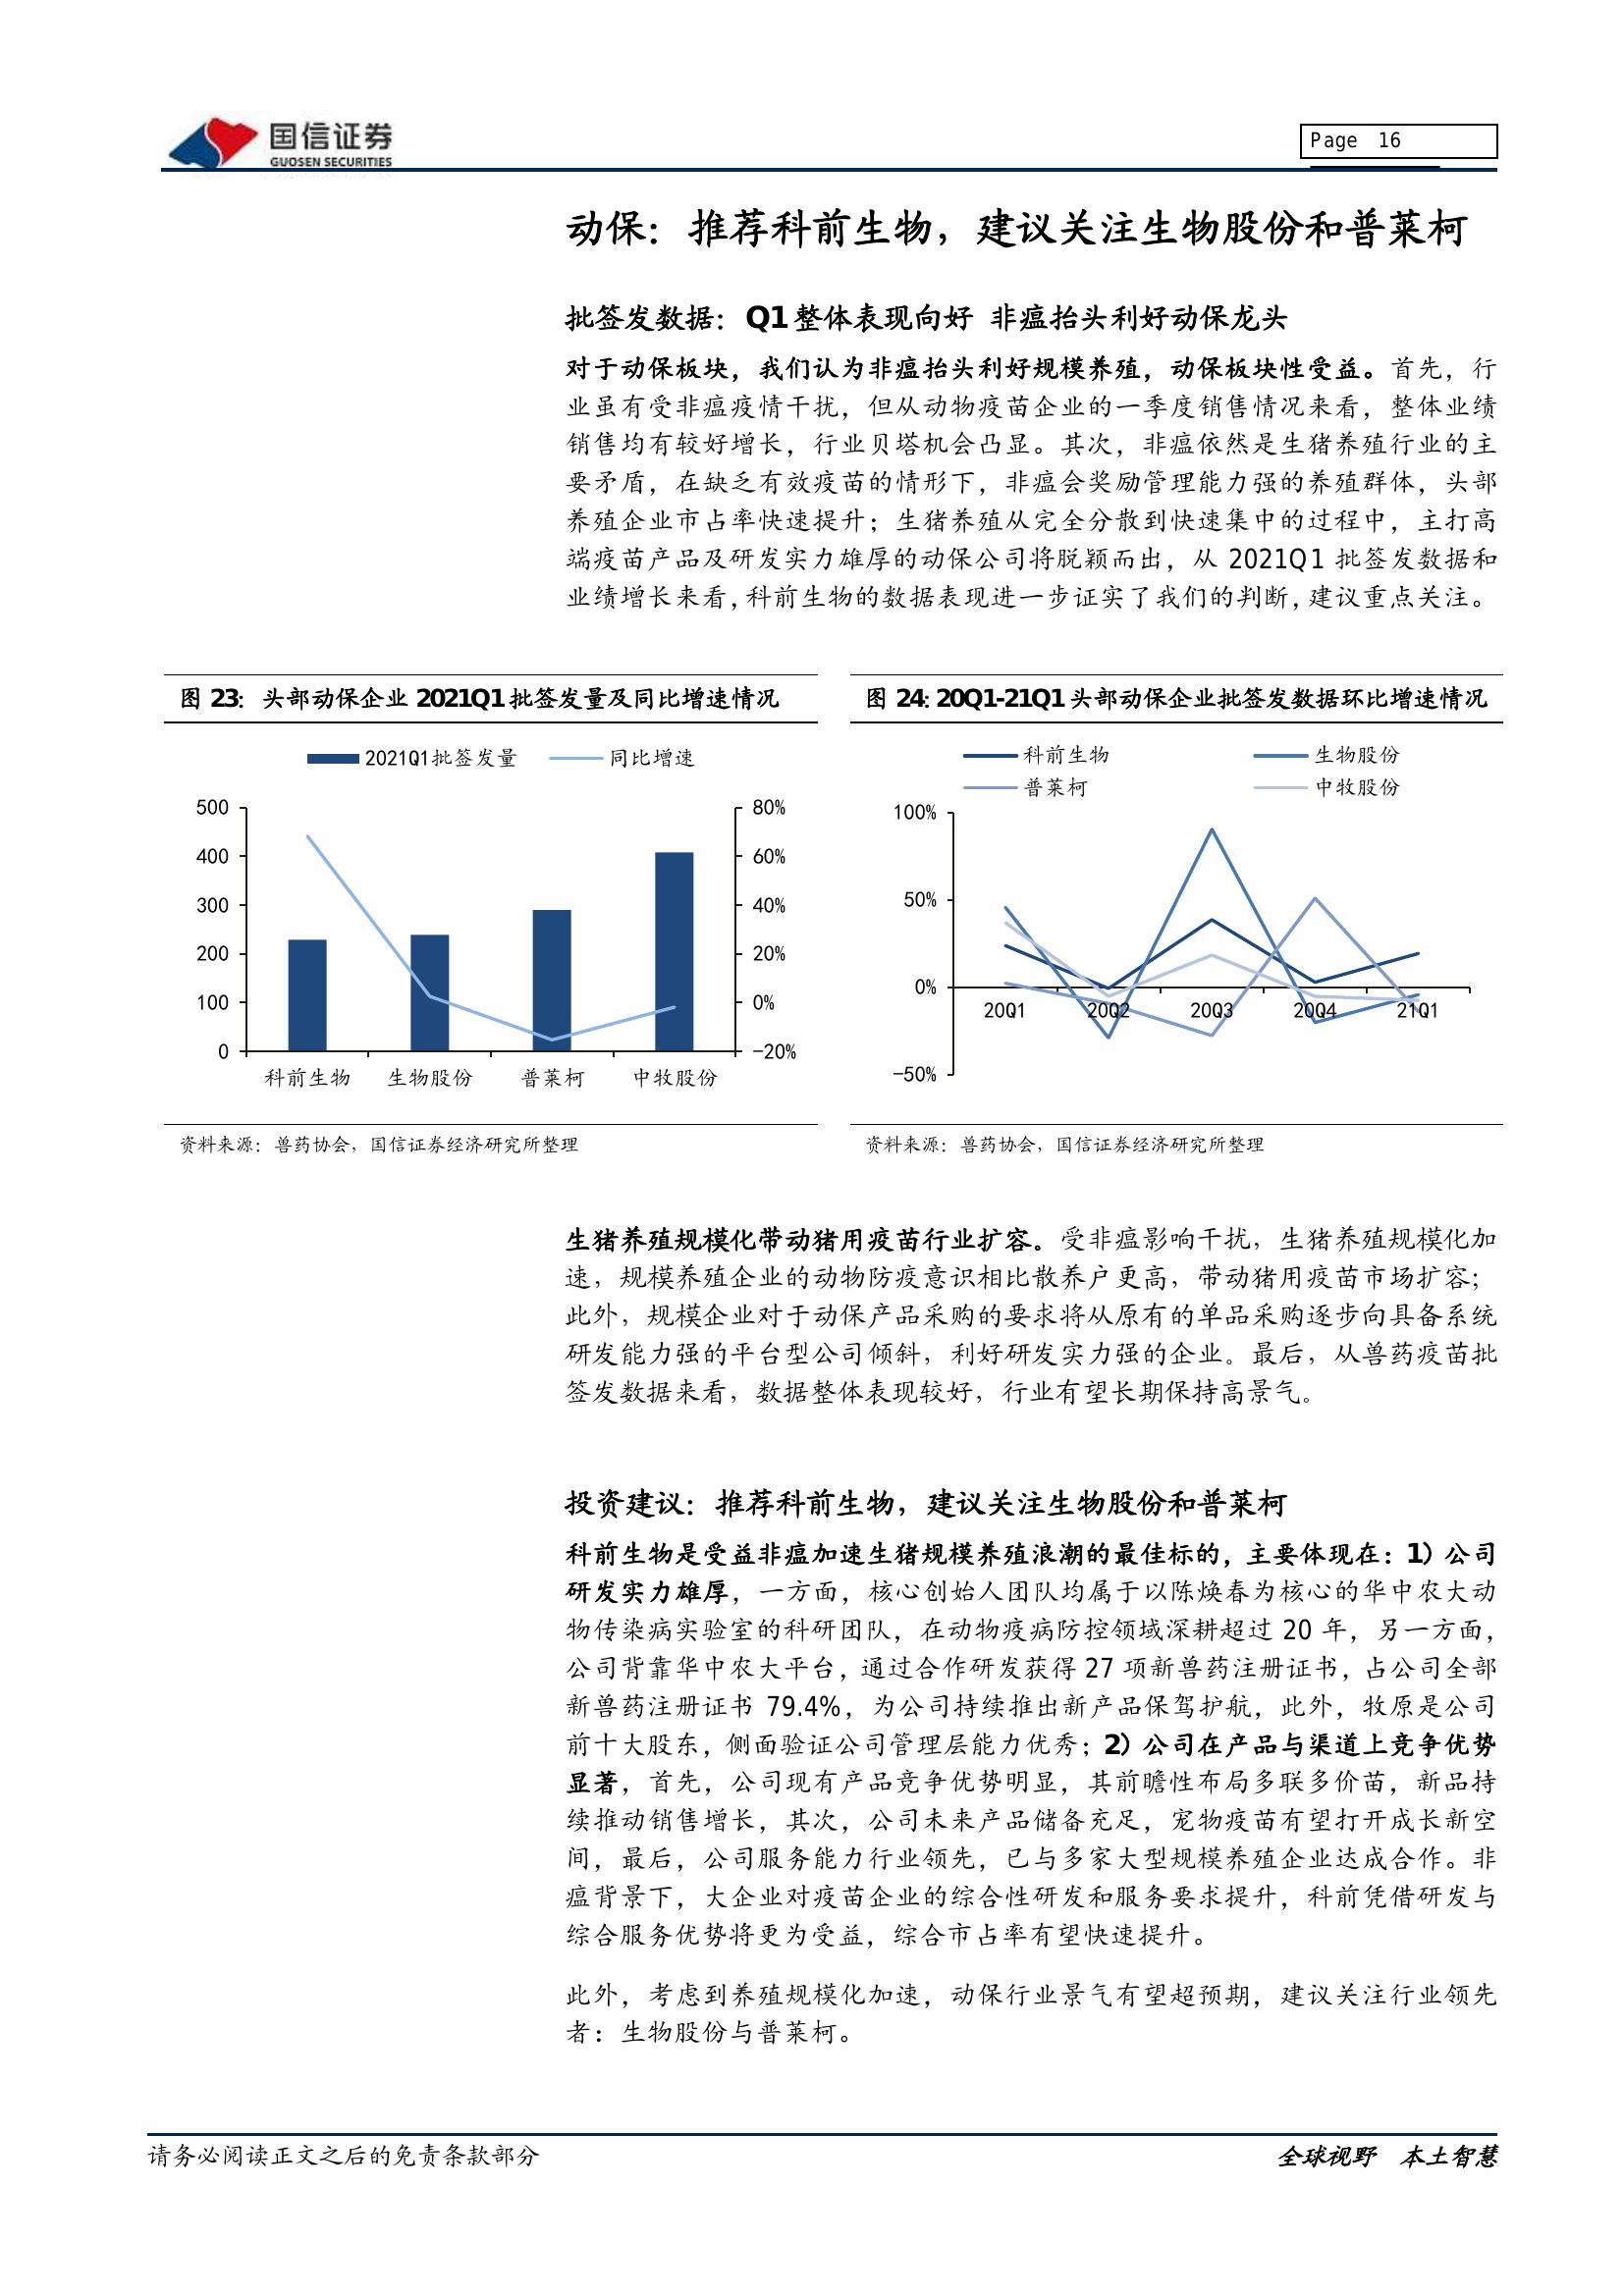 国信证券
GUOSEN SECURITIES
Page 16
动保：推荐科前生物，建议关注生物股份和普莱柯
批签发数据：Q1整体表现向好 非瘟抬头利好动保龙头
对于动保板块，我们认为非瘟抬头利好规模养殖，动保板块性受益。首先，行
业虽有受非瘟疫情干扰，但从动物疫苗企业的一季度销售情况来看，整体业绩
销售均有较好增长，行业贝塔机会凸显。其次，非瘟依然是生猪养殖行业的主
要矛盾，在缺乏有效疫苗的情形下，非瘟会奖励管理能力强的养殖群体，头部
养殖企业市占率快速提升；生猪养殖从完全分散到快速集中的过程中，主打高
端疫苗产品及研发实力雄厚的动保公司将脱颖而出，从 2021Q1 批签发数据和
业绩增长来看，科前生物的数据表现进一步证实了我们的判断，建议重点关注。
图 23： 头部动保企业 2021Q1批签发量及同比增速情况
2021Q1批签发量 同比增速
500
400
300
200
100
0
80%
60%
40%
20%
0%
-20%
科前生物 生物股份 普莱柯 中牧股份
资料来源：兽药协会，国信证券经济研究所整理
图 24：20Q1-21Q1头部动保企业批签发数据环比增速情况
科前生物 生物股份
普莱柯 中牧股份
100%
50%
0%
-50%
20Q1 20Q2 20Q3 20Q4 21Q1
资料来源：兽药协会，国信证券经济研究所整理
生猪养殖规模化带动猪用疫苗行业扩容。受非瘟影响干扰，生猪养殖规模化加
速，规模养殖企业的动物防疫意识相比散养户更高，带动猪用疫苗市场扩容；
此外，规模企业对于动保产品采购的要求将从原有的单品采购逐步向具备系统
研发能力强的平台型公司倾斜，利好研发实力强的企业。最后，从兽药疫苗批
签发数据来看，数据整体表现较好，行业有望长期保持高景气。
投资建议：推荐科前生物，建议关注生物股份和普莱柯
科前生物是受益非瘟加速生猪规模养殖浪潮的最佳标的，主要体现在：1）公司
研发实力雄厚，一方面，核心创始人团队均属于以陈焕春为核心的华中农大动
物传染病实验室的科研团队，在动物疫病防控领域深耕超过 20 年，另一方面，
公司背靠华中农大平台，通过合作研发获得 27 项新兽药注册证书，占公司全部
新兽药注册证书 79.4%，为公司持续推出新产品保驾护航，此外，牧原是公司
前十大股东，侧面验证公司管理层能力优秀；2）公司在产品与渠道上竞争优势
显著，首先，公司现有产品竞争优势明显，其前瞻性布局多联多价苗，新品持
续推动销售增长，其次，公司未来产品储备充足，宠物疫苗有望打开成长新空
间，最后，公司服务能力行业领先，已与多家大型规模养殖企业达成合作。非
瘟背景下，大企业对疫苗企业的综合性研发和服务要求提升，科前凭借研发与
综合服务优势将更为受益，综合市占率有望快速提升。
此外，考虑到养殖规模化加速，动保行业景气有望超预期，建议关注行业领先
者：生物股份与普莱柯。
请务必阅读正文之后的免责条款部分
全球视野 本土智慧